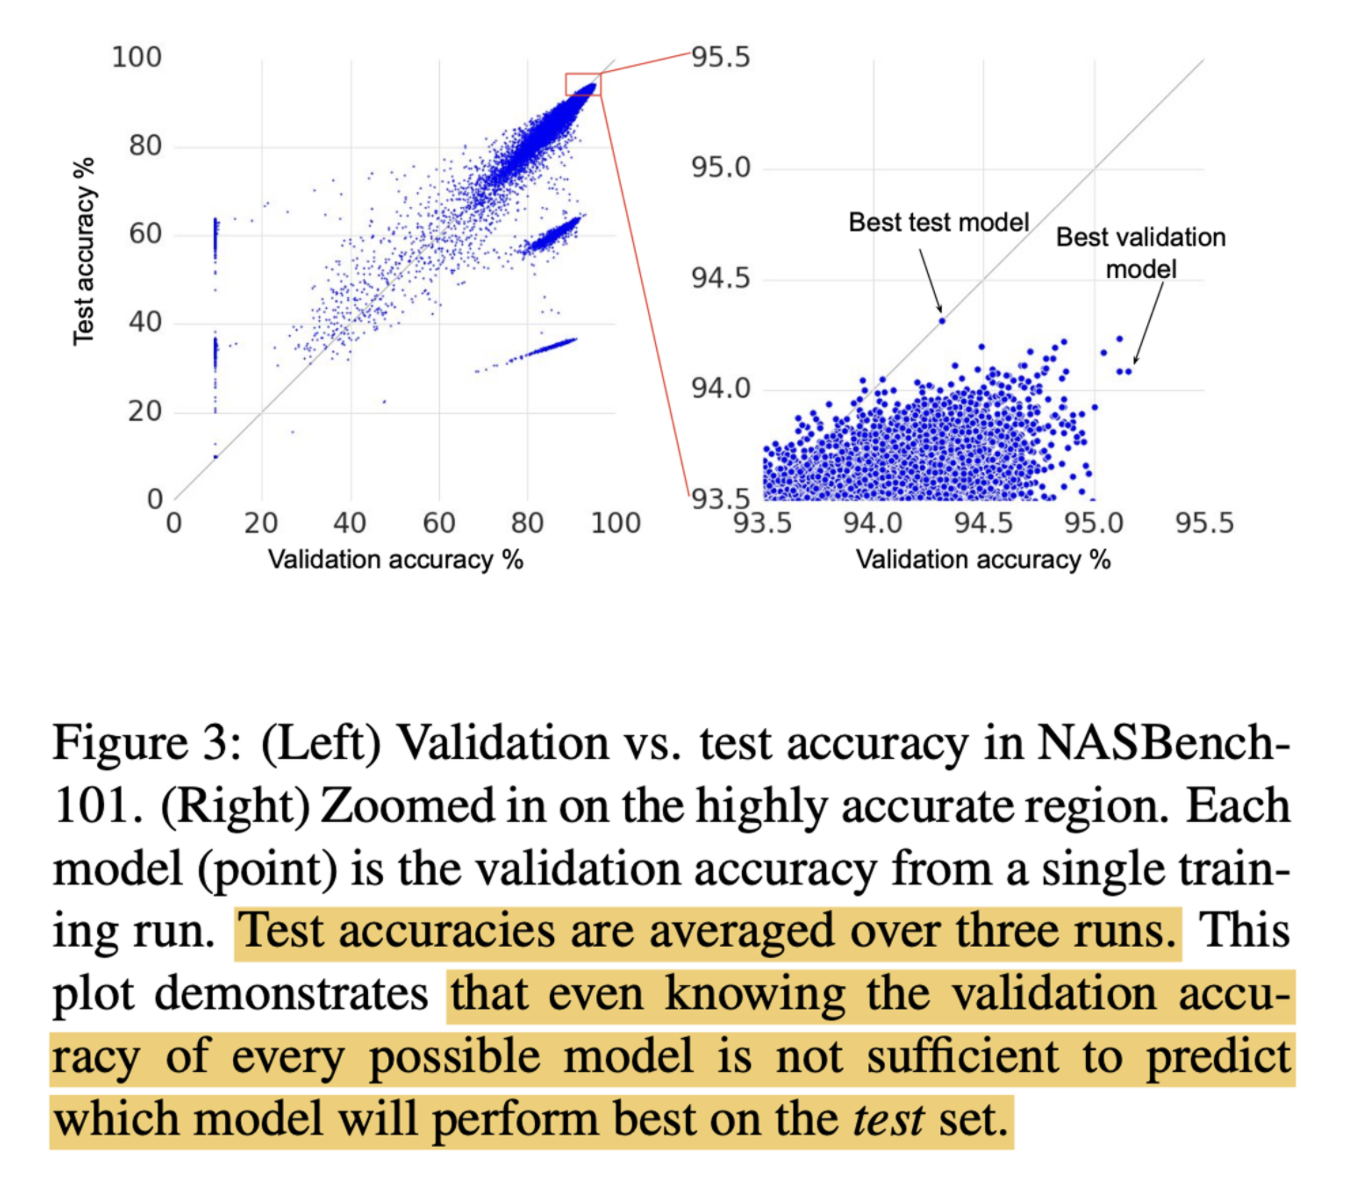 100
80
60
40
20
0
Test accuracy %
0 20 40 60 80 100
Validation accuracy %
95.5
95.0
94.5
94.0
93.5
Best test model
Best validation
model
93.5 94.0 94.5 95.0 95.5
Validation accuracy %
Figure 3: (Left) Validation vs. test accuracy in NASBench-
101. (Right) Zoomed in on the highly accurate region. Each
model (point) is the validation accuracy from a single train-
ing run. Test accuracies are averaged over three runs. This
plot demonstrates that even knowing the validation accu-
racy of every possible model is not sufficient to predict
which model will perform best on the test set.